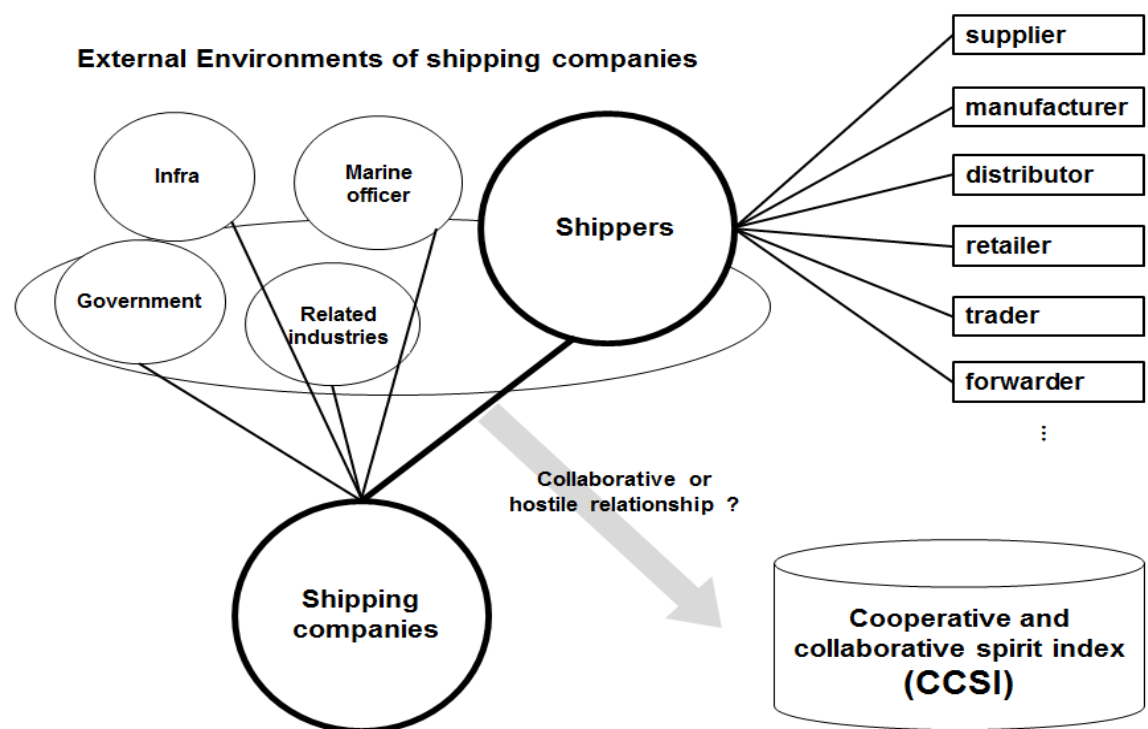 External Environments of shipping companies
Infra
Marine
officer
Shippers
Government
Related
industries
supplier
manufacturer
distributor
retailer
trader
forwarder
...
Collaborative or
hostile relationship ?
Shipping
companies
Cooperative and
collaborative spirit index
(CCSI)